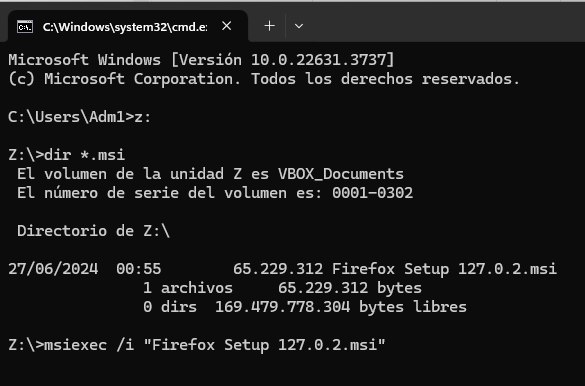 C:\Windows\system32\cmd.e:
Microsoft Windows [Versión 10.0.22631.3737]
(c) Microsoft Corporation. Todos los derechos reservados.
C:\Users\Adm1>z:
Z:\>dir *.msi
 El volumen de la unidad Z es VBOX_Documents
 El número de serie del volumen es: 0001-0302
 Directorio de Z:\
27/06/2024  00:55        65.229.312 Firefox Setup 127.0.2.msi
               1 archivos     65.229.312 bytes
               0 dirs  169.479.778.304 bytes libres
Z:\>msiexec /i "Firefox Setup 127.0.2.msi"